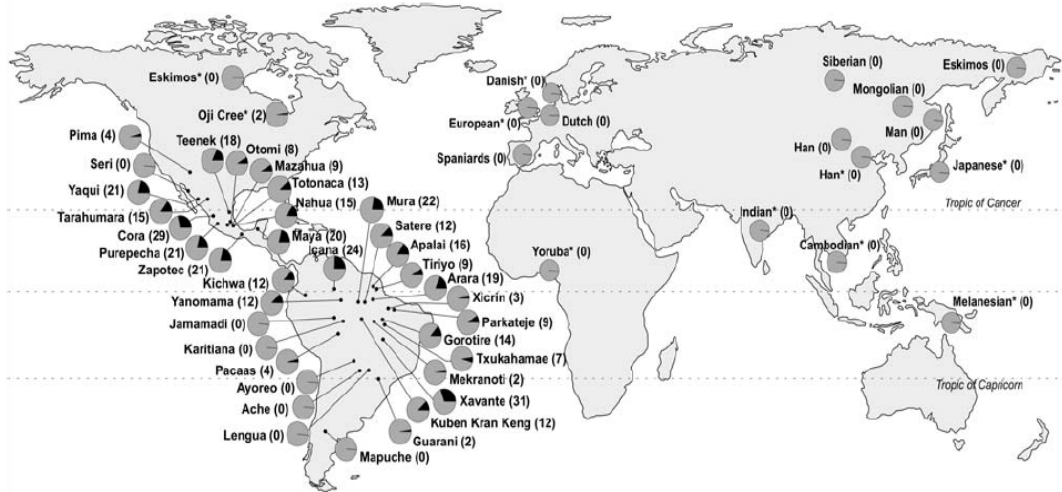 Eskimos* (0)
Oji Cree* (2)
Pima (4)
Teenek (18)
Otomi (8)
Seri (0)
Mazahua (9)
Yaqui (21)
Totonaca (13)
Tarahumara (15)
Nahua (15)
Cora (29)
Purepecha (21)
Maya (20)
Zapotec (21)
Içana (24)
Mura (22)
Satere (12)
Apalai (16)
Tiriyo (9)
Arara (19)
Xicrin (3)
Parkateje (9)
Gorotire (14)
Txukahamae (7)
Mekranoti (2)
Xavante (31)
Kuben Kran Keng (12)
Guarani (2)
Mapuche (0)
Kichwa (12)
Yanomama (12)
Jamamadi (0)
Karitiana (0)
Pacaas (4)
Ayoreo (0)
Ache (0)
Lengua (0)
Danish* (0)
European* (0)
Dutch (0)
Spaniards (0)
Yoruba* (0)
Siberian (0)
Eskimos (0)
Mongolian (0)
Man (0)
Han (0)
Han* (0)
Japanese* (0)
Tropic of Cancer
Indian* (0)
Cambodian* (0)
Melanesian* (0)
Tropic of Capricorn